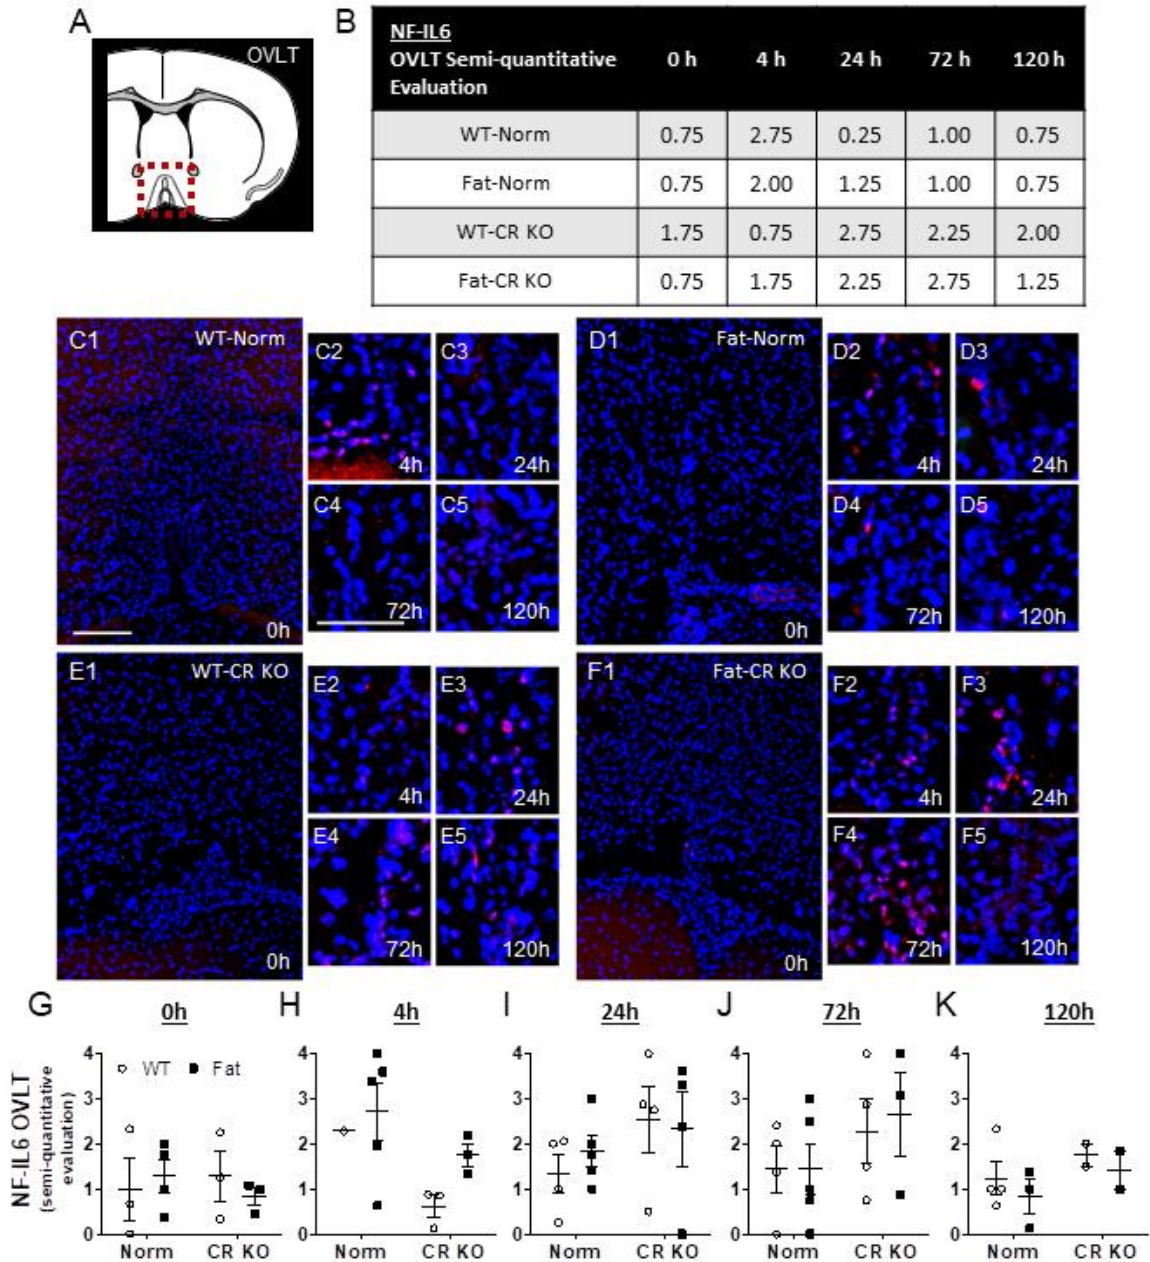 A
OVLT
B
NF-IL6
OVLT Semi-quantitative
Evaluation
0 h 4 h 24 h 72 h 120 h
WT-Norm 0.75 2.75 0.25 1.00 0.75
Fat-Norm 0.75 2.00 1.25 1.00 0.75
WT-CR KO 1.75 0.75 2.75 2.25 2.00
Fat-CR KO 0.75 1.75 2.25 2.75 1.25
C1 WT-Norm
0h
C2
4h
C3
24h
C4
72h
C5
120h
D1 Fat-Norm
0h
D2
4h
D3
24h
D4
72h
D5
120h
E1 WT-CR KO
0h
E2
4h
E3
24h
E4
72h
E5
120h
F1 Fat-CR KO
0h
F2
4h
F3
24h
F4
72h
F5
120h
NF-IL6 OVLT
(semi-quantitative
evaluation)
G 0h
4
3
2
1
0
WT Fat
Norm CR KO
H 4h
4
3
2
1
0
Norm CR KO
I 24h
4
3
2
1
0
Norm CR KO
J 72h
4
3
2
1
0
Norm CR KO
K 120h
4
3
2
1
0
Norm CR KO